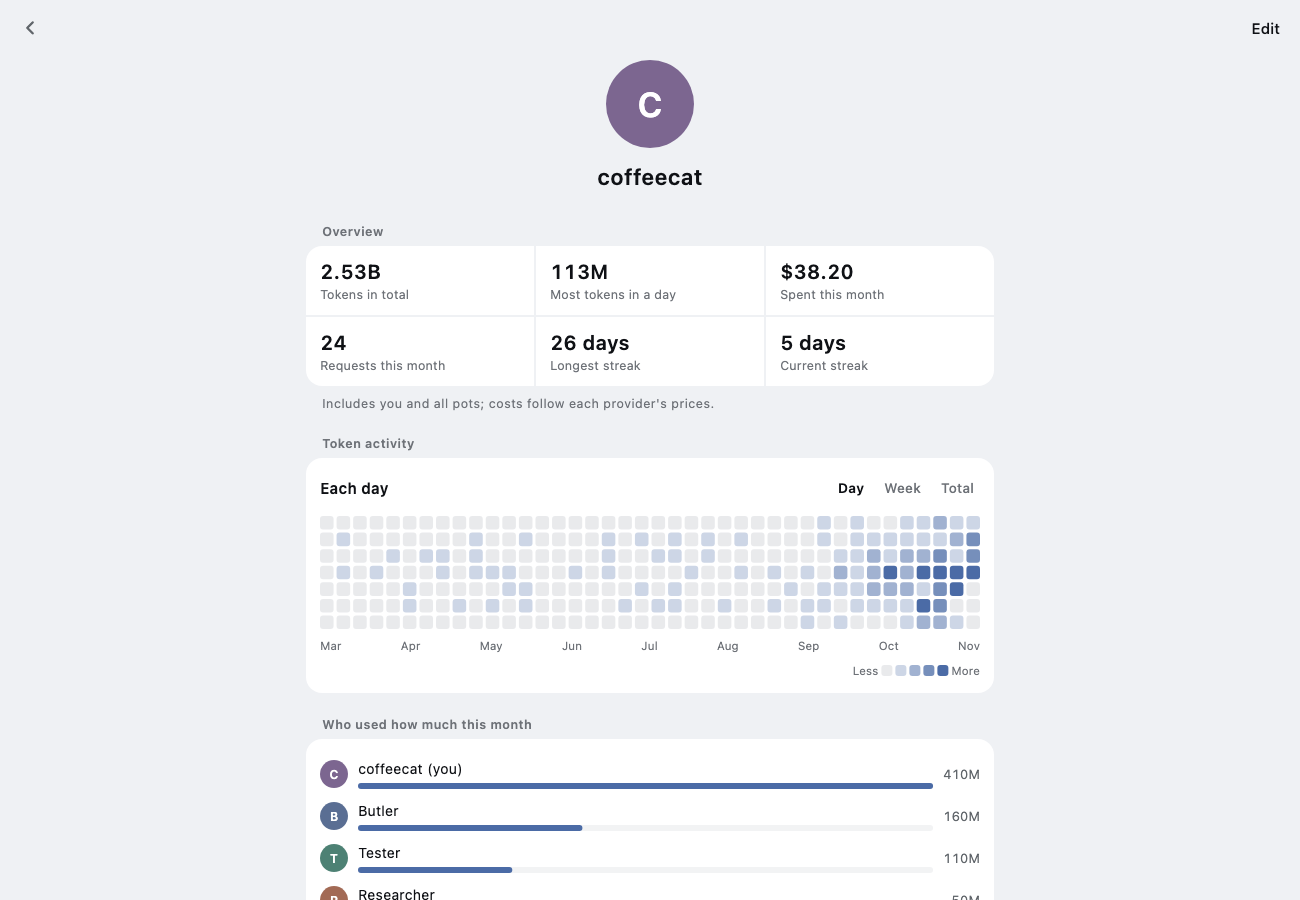 Edit
C
coffeecat
Overview
2.53B
Tokens in total
113M
Most tokens in a day
$38.20
Spent this month
24
Requests this month
26 days
Longest streak
5 days
Current streak
Includes you and all pots; costs follow each provider's prices.
Token activity
Each day
Day Week Total
Mar Apr May Jun Jul Aug Sep Oct Nov
Less More
Who used how much this month
C coffeecat (you) 410M
B Butler 160M
T Tester 110M
R Researcher 50M